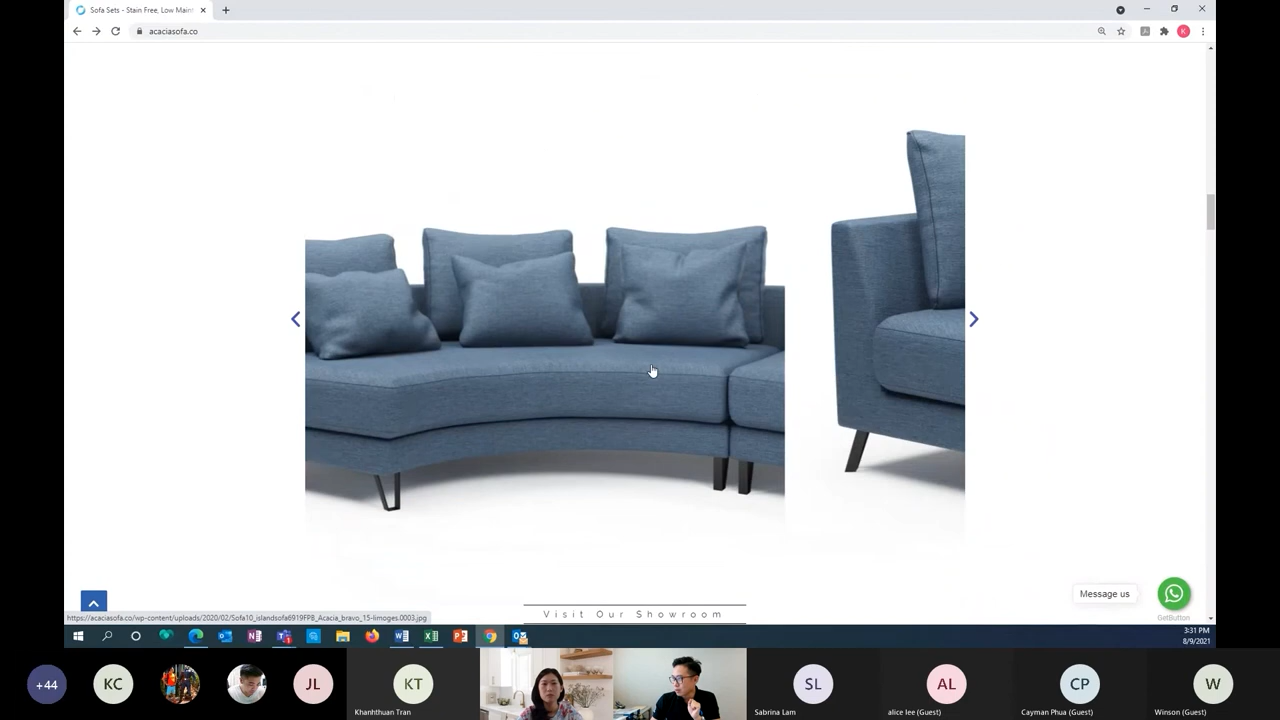 Sofa Sets - Stain Free, Low Maint
acaciasofa.co
K
Message us
GetButton
Visit Our Showroom
https://acaciasofa.co/wp-content/uploads/2020/02/Sofa10_islandsofa6919FPB_Acacia_bravo_15-limoges.0003.jpg
3:31 PM
8/9/2021
+44
KC
JL
KT
SL
AL
CP
W
Khanhthuan Tran
Sabrina Lam
alice lee (Guest)
Cayman Phua (Guest)
Winson (Guest)